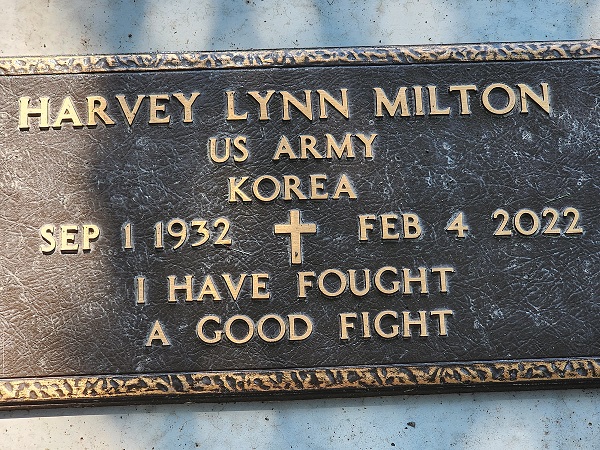 HARVEY LYNN MILTON
US ARMY
KOREA
SEP 1 1932 FEB 4 2022
I HAVE FOUGHT
A GOOD FIGHT